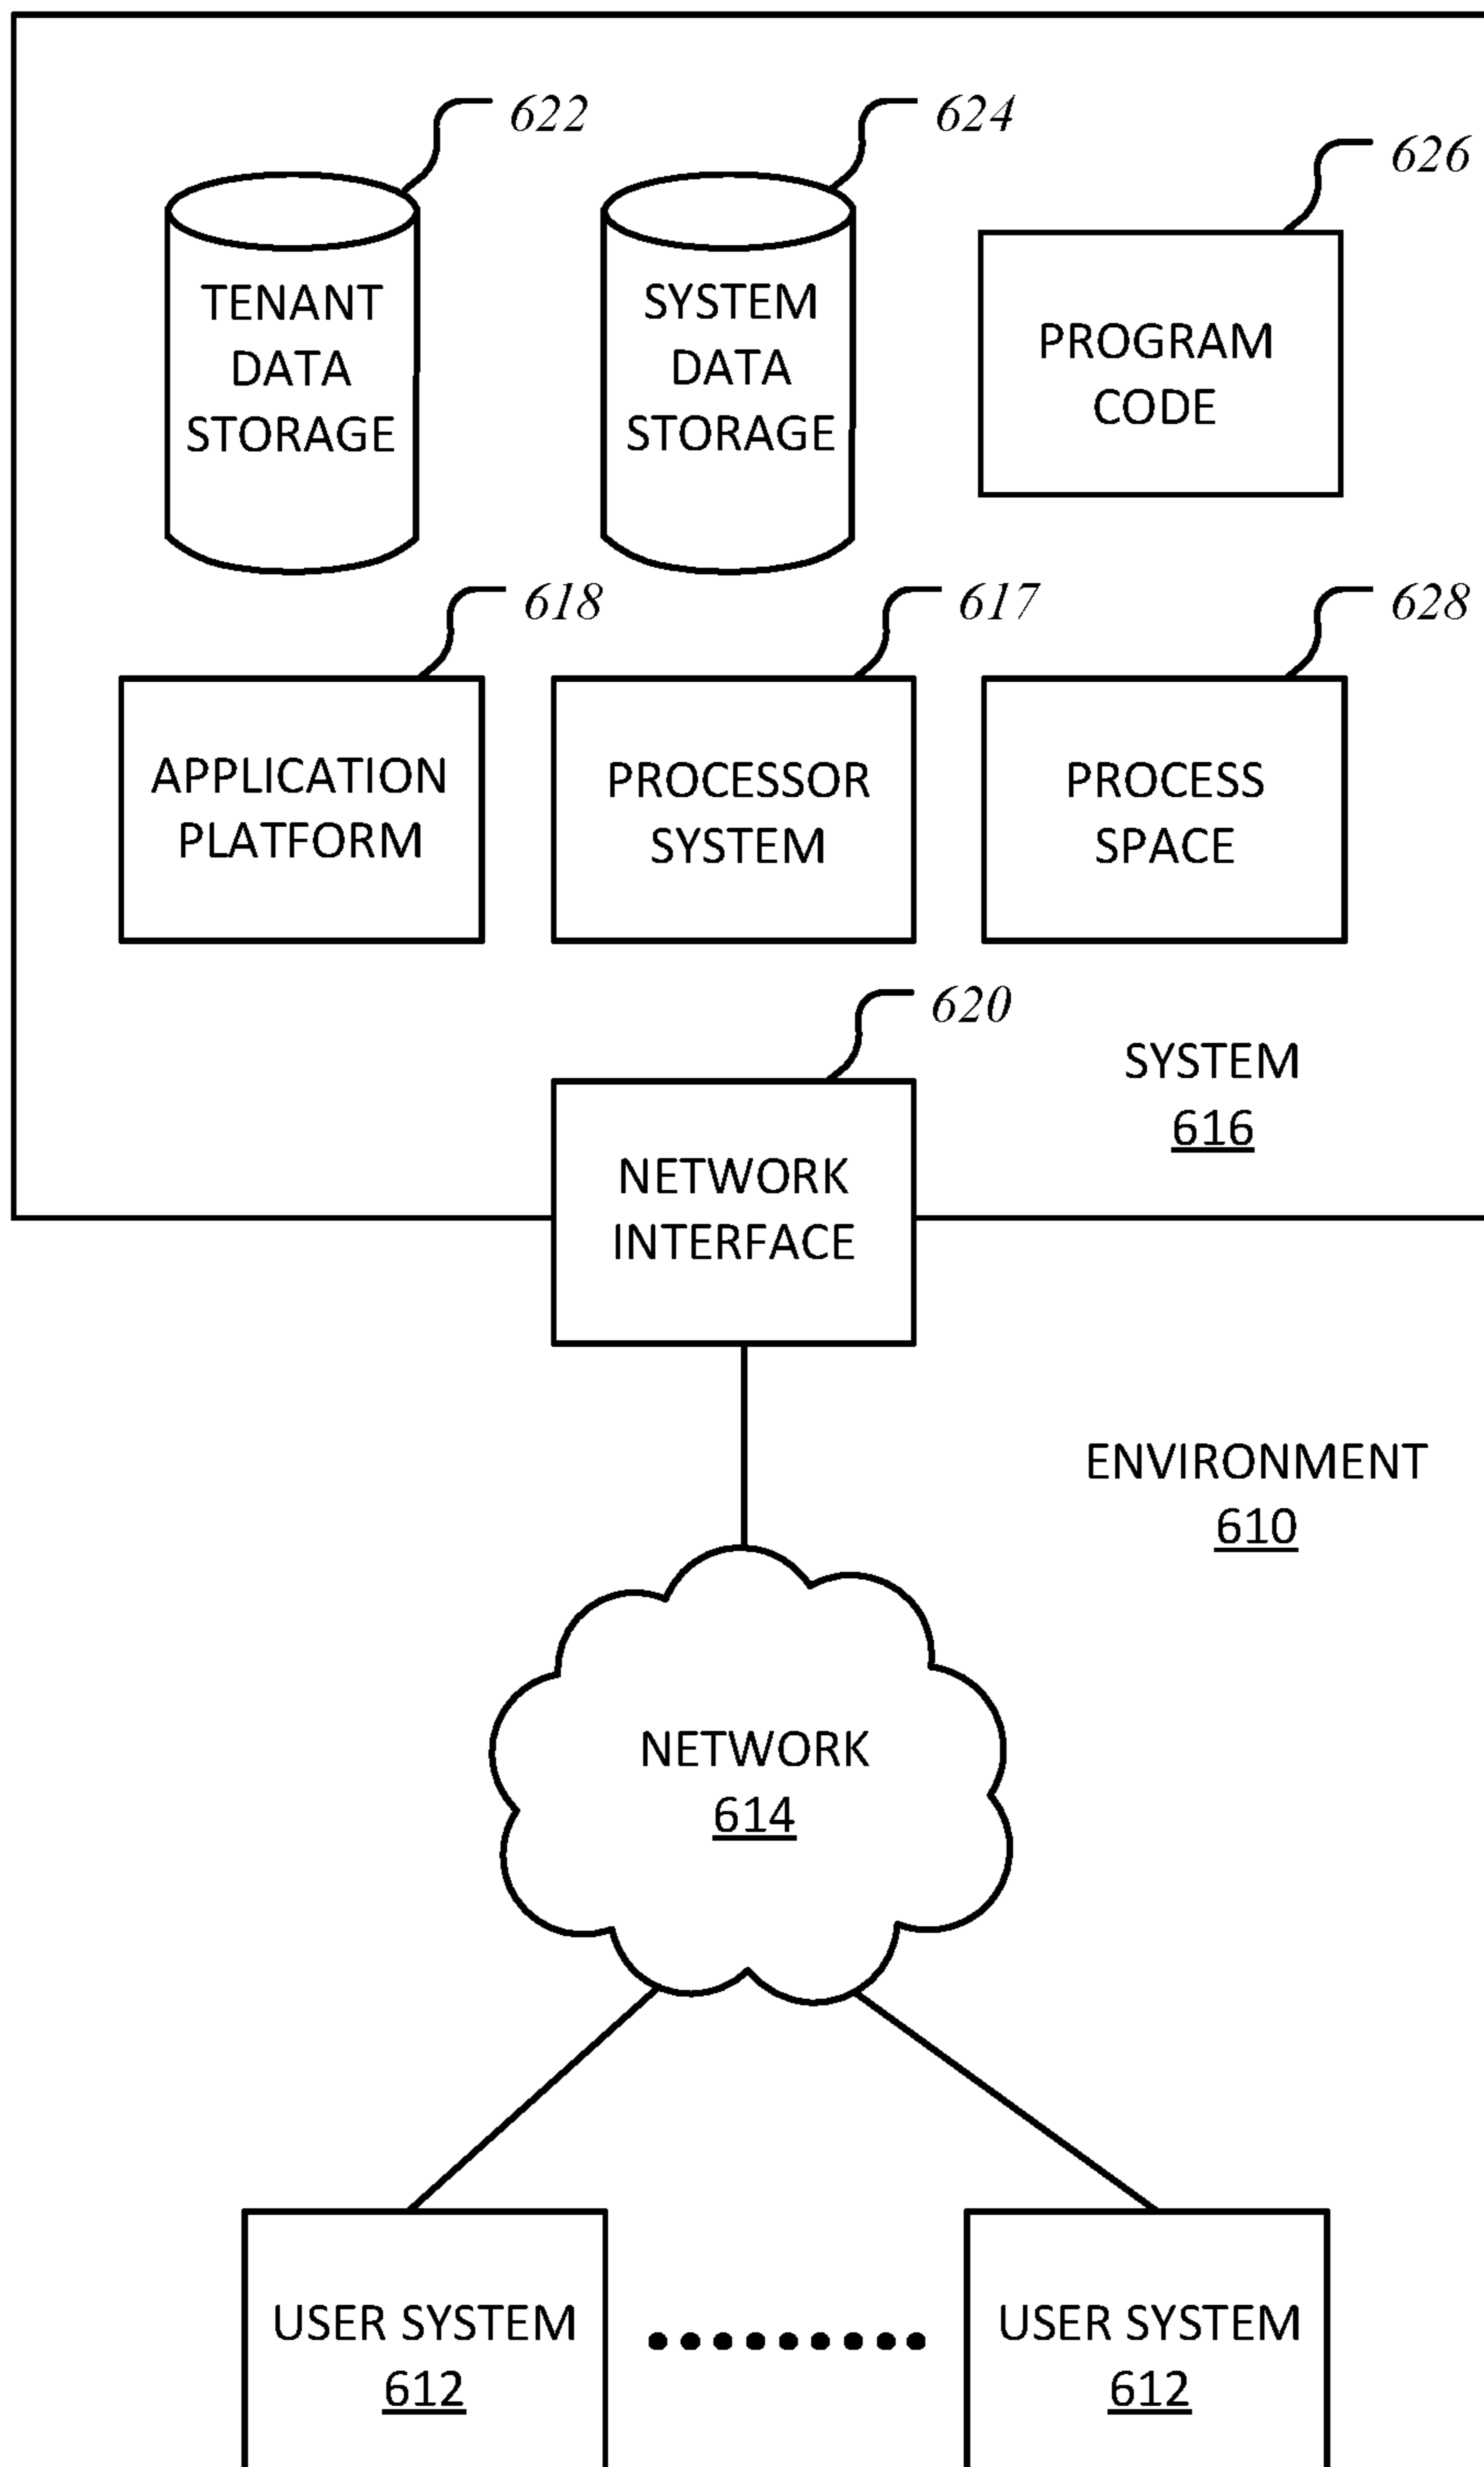 622
624
626
TENANT
DATA
STORAGE
SYSTEM
DATA
STORAGE
PROGRAM
CODE
618
617
628
APPLICATION
PLATFORM
PROCESSOR
SYSTEM
PROCESS
SPACE
620
SYSTEM
616
NETWORK
INTERFACE
ENVIRONMENT
610
NETWORK
614
USER SYSTEM
612
USER SYSTEM
612